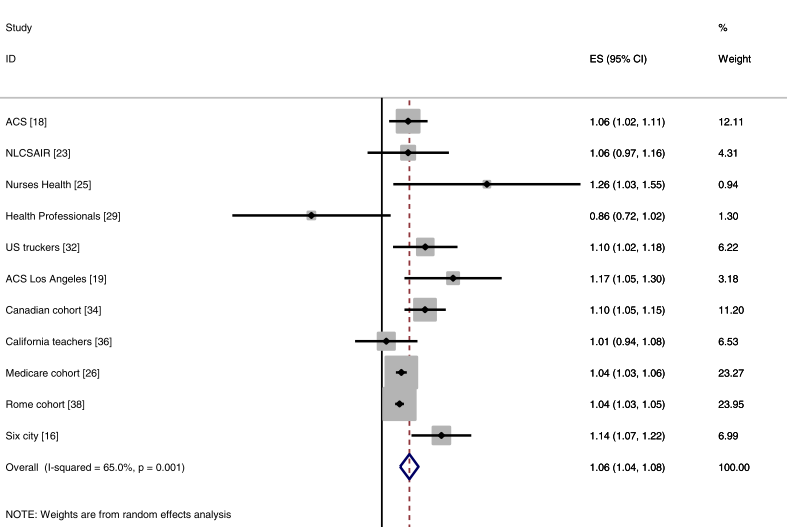 Study %
ID ES (95% CI) Weight
ACS [18] 1.06 (1.02, 1.11) 12.11
NLCSAIR [23] 1.06 (0.97, 1.16) 4.31
Nurses Health [25] 1.26 (1.03, 1.55) 0.94
Health Professionals [29] 0.86 (0.72, 1.02) 1.30
US truckers [32] 1.10 (1.02, 1.18) 6.22
ACS Los Angeles [19] 1.17 (1.05, 1.30) 3.18
Canadian cohort [34] 1.10 (1.05, 1.15) 11.20
California teachers [36] 1.01 (0.94, 1.08) 6.53
Medicare cohort [26] 1.04 (1.03, 1.06) 23.27
Rome cohort [38] 1.04 (1.03, 1.05) 23.95
Six city [16] 1.14 (1.07, 1.22) 6.99
Overall (I-squared = 65.0%, p = 0.001) 1.06 (1.04, 1.08) 100.00
NOTE: Weights are from random effects analysis